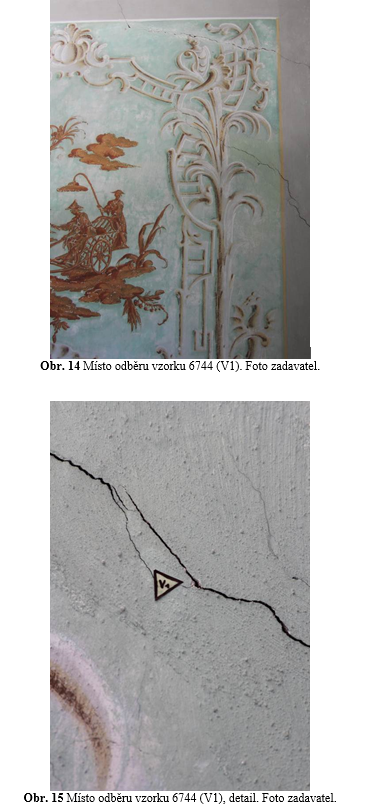 Obr. 14 Místo odběru vzorku 6744 (V1). Foto zadavatel.
V1
Obr. 15 Místo odběru vzorku 6744 (V1), detail. Foto zadavatel.